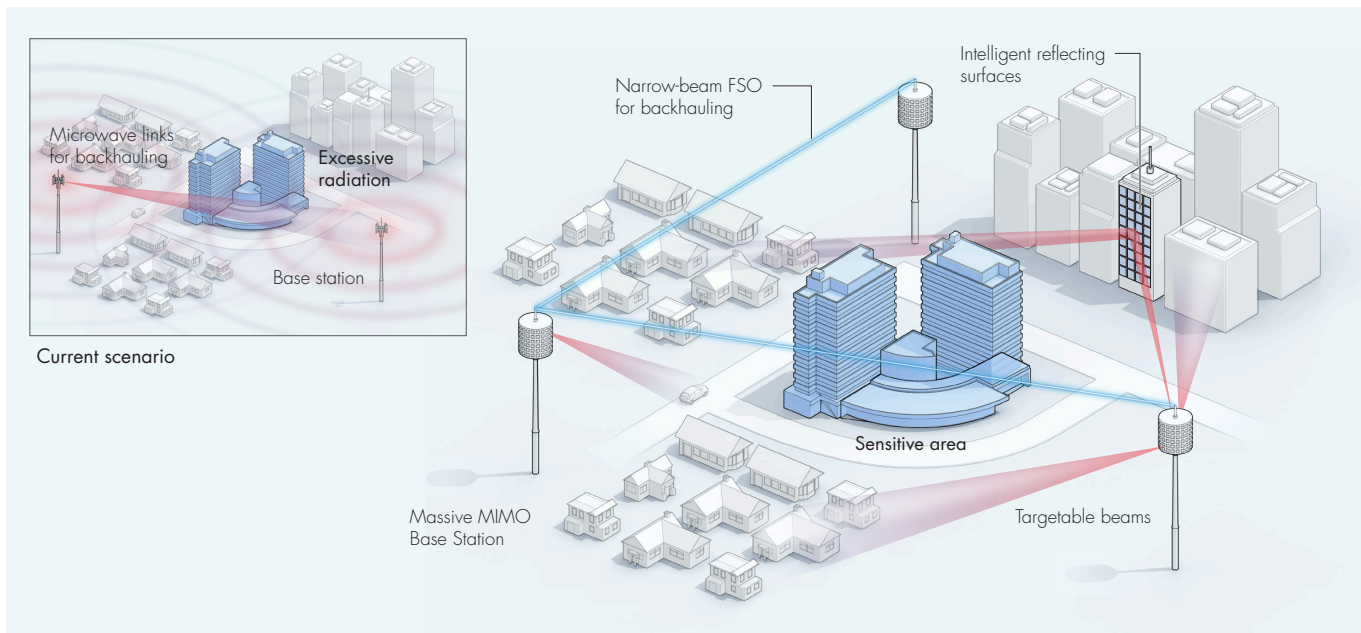 Microwave links
for backhauling
Excessive
radiation
Base station
Current scenario
Narrow-beam FSO
for backhauling
Intelligent reflecting
surfaces
Sensitive area
Massive MIMO
Base Station
Targetable beams